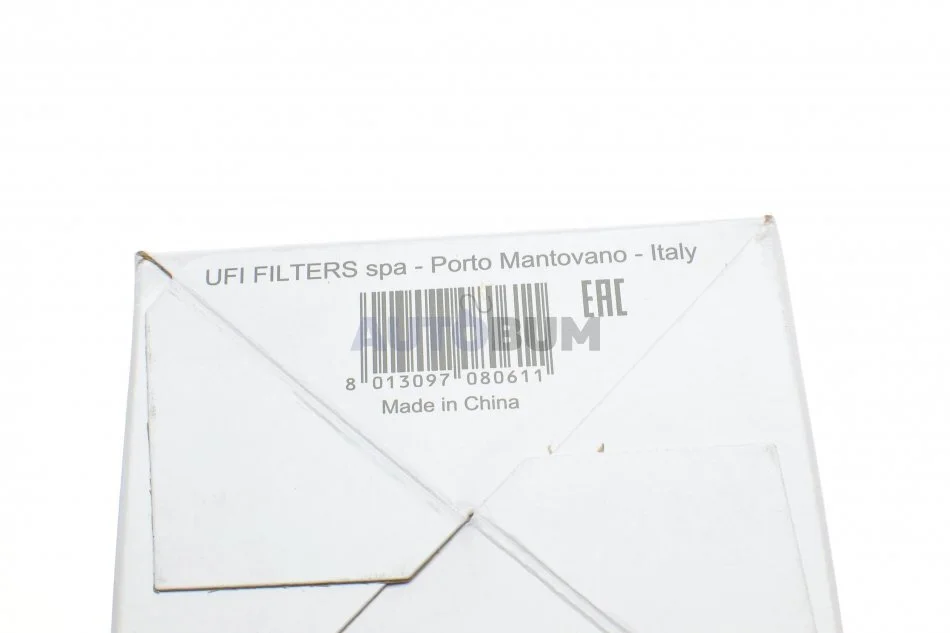 UFI FILTERS spa - Porto Mantovano - Italy
EAC
AUTOBUM
8 013097 080611
Made in China